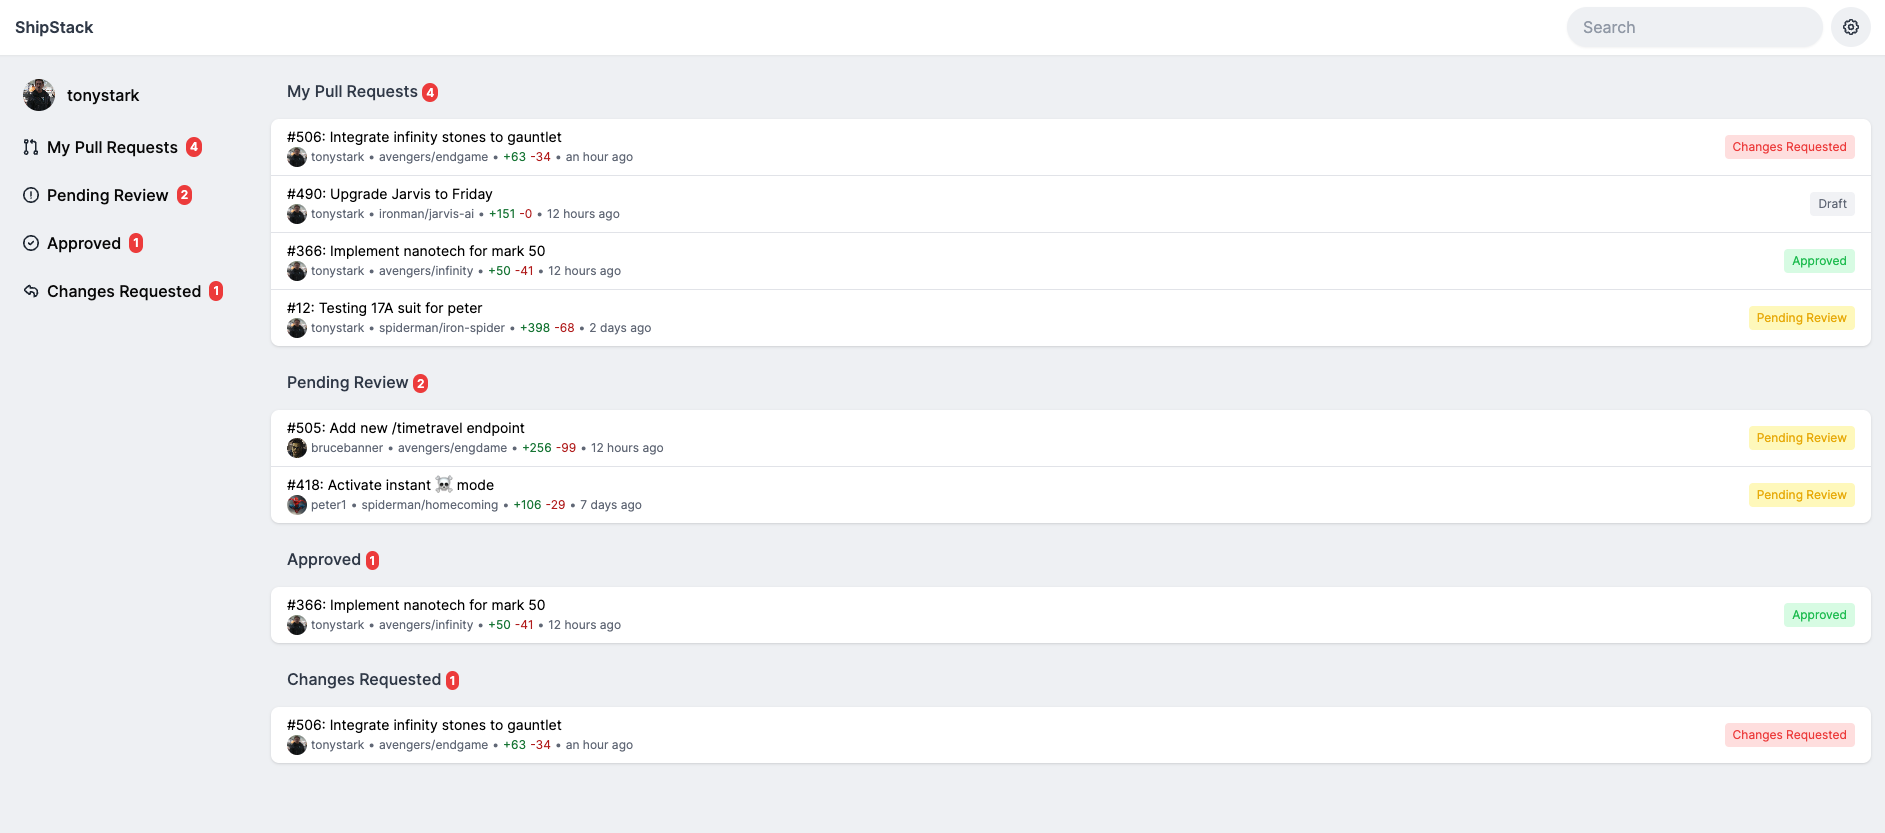 ShipStack
Search
tonystark
My Pull Requests 4
Pending Review 2
Approved 1
Changes Requested 1
My Pull Requests 4
#506: Integrate infinity stones to gauntlet
tonystark • avengers/endgame • +63 -34 • an hour ago
Changes Requested
#490: Upgrade Jarvis to Friday
tonystark • ironman/jarvis-ai • +151 -0 • 12 hours ago
Draft
#366: Implement nanotech for mark 50
tonystark • avengers/infinity • +50 -41 • 12 hours ago
Approved
#12: Testing 17A suit for peter
tonystark • spiderman/iron-spider • +398 -68 • 2 days ago
Pending Review
Pending Review 2
#505: Add new /timetravel endpoint
brucebanner • avengers/engdame • +256 -99 • 12 hours ago
Pending Review
#418: Activate instant ☠️ mode
peter1 • spiderman/homecoming • +106 -29 • 7 days ago
Pending Review
Approved 1
#366: Implement nanotech for mark 50
tonystark • avengers/infinity • +50 -41 • 12 hours ago
Approved
Changes Requested 1
#506: Integrate infinity stones to gauntlet
tonystark • avengers/endgame • +63 -34 • an hour ago
Changes Requested